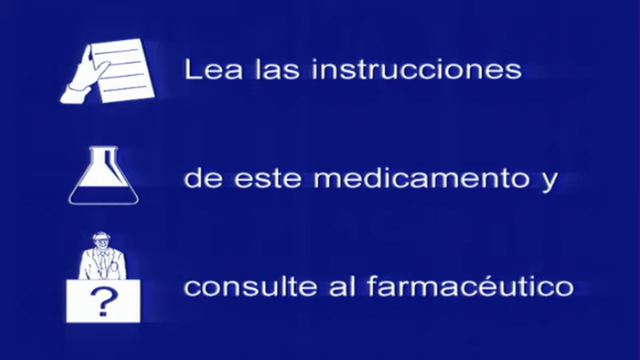 Lea las instrucciones
de este medicamento y
consulte al farmacéutico
?